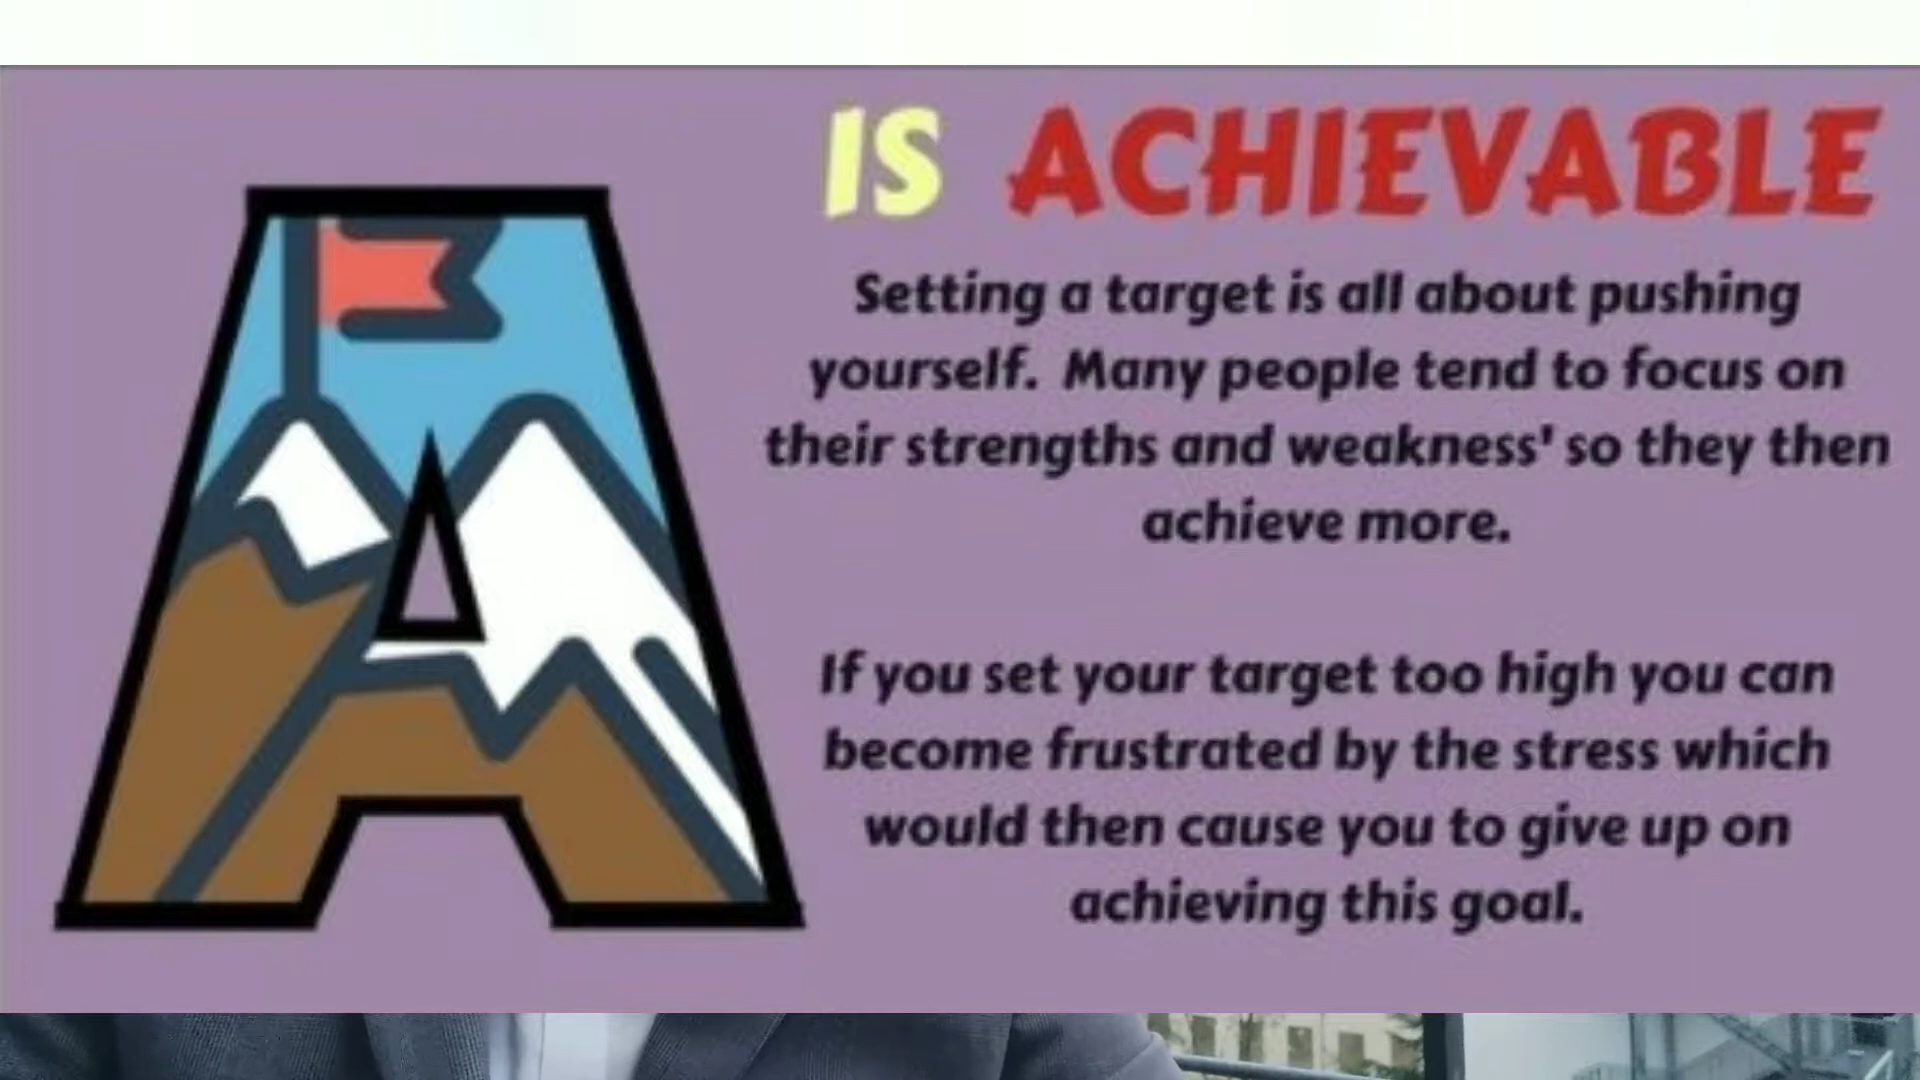 A
IS ACHIEVABLE
Setting a target is all about pushing
yourself. Many people tend to focus on
their strengths and weakness' so they then
achieve more.
If you set your target too high you can
become frustrated by the stress which
would then cause you to give up on
achieving this goal.